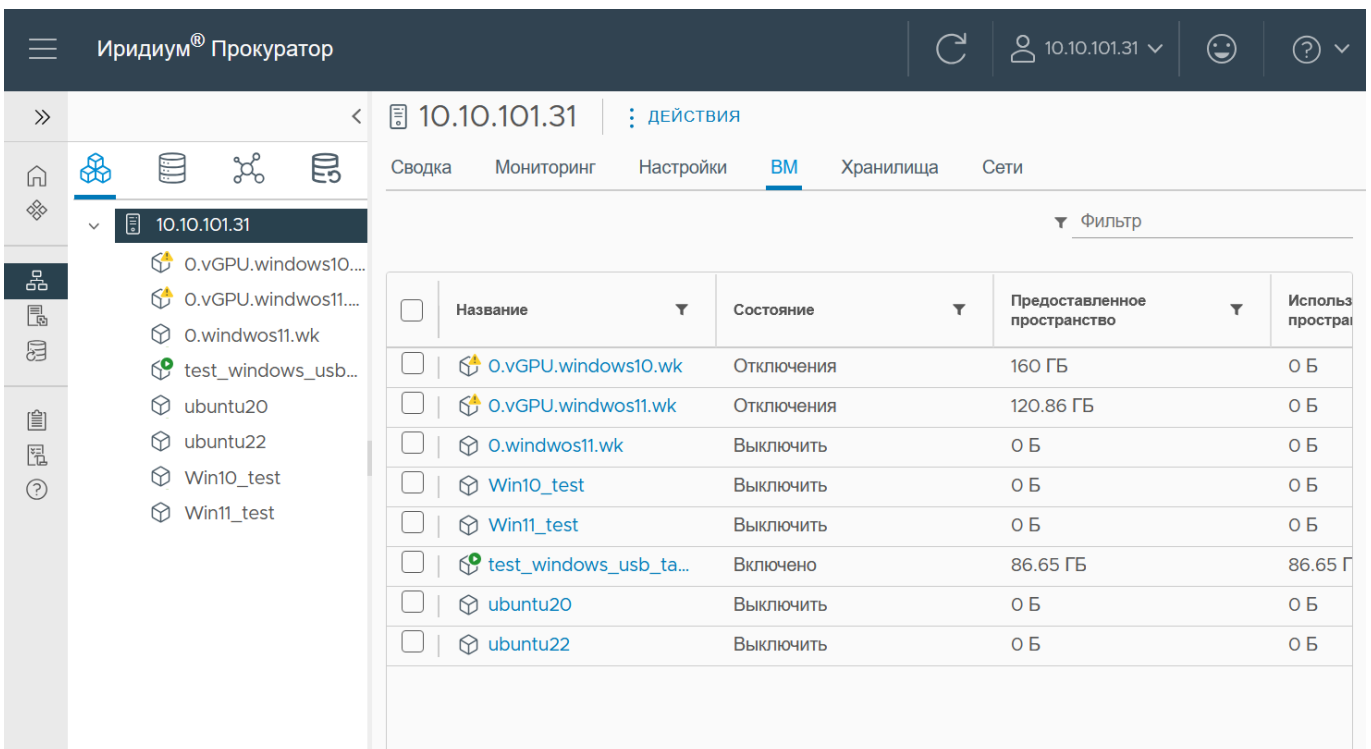 Иридиум® Прокуратор
10.10.101.31
10.10.101.31
ДЕЙСТВИЯ
Сводка Мониторинг Настройки ВМ Хранилища Сети
10.10.101.31
Фильтр
0.vGPU.windows10....
0.vGPU.windwos11....
0.windwos11.wk
test_windows_usb...
ubuntu20
ubuntu22
Win10_test
Win11_test
Название Состояние Предоставленное пространство Использ простра
0.vGPU.windows10.wk Отключения 160 ГБ 0 Б
0.vGPU.windwos11.wk Отключения 120.86 ГБ 0 Б
0.windwos11.wk Выключить 0 Б 0 Б
Win10_test Выключить 0 Б 0 Б
Win11_test Выключить 0 Б 0 Б
test_windows_usb_ta... Включено 86.65 ГБ 86.65 Г
ubuntu20 Выключить 0 Б 0 Б
ubuntu22 Выключить 0 Б 0 Б